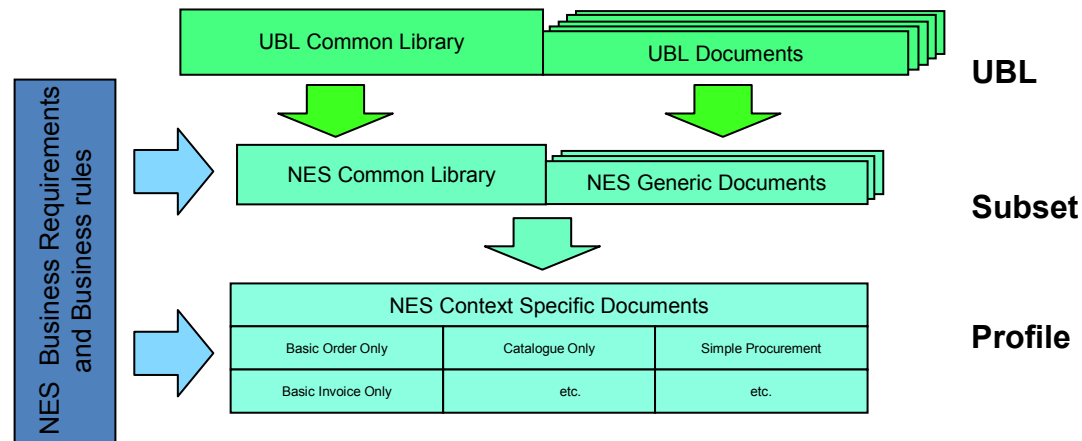 UBL Common Library
UBL Documents
UBL
NES Business Requirements
and Business rules
NES Common Library
NES Generic Documents
Subset
NES Context Specific Documents
Basic Order Only
Catalogue Only
Simple Procurement
Profile
Basic Invoice Only
etc.
etc.